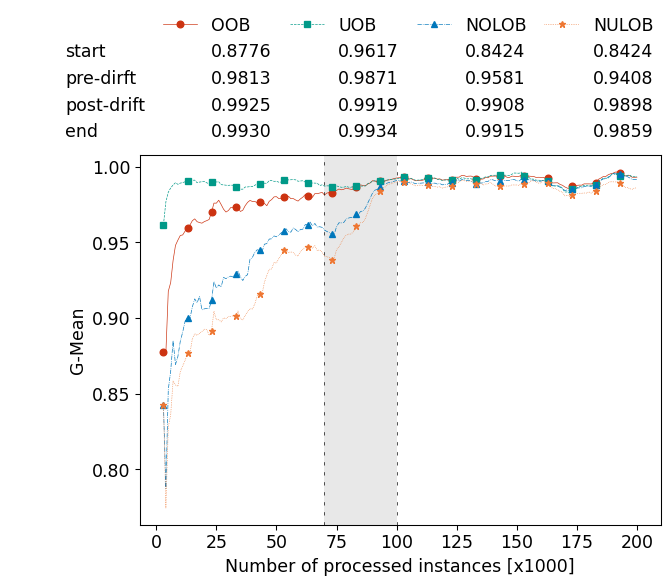 OOB UOB NOLOB NULOB
start 0.8776 0.9617 0.8424 0.8424
pre-dirft 0.9813 0.9871 0.9581 0.9408
post-drift 0.9925 0.9919 0.9908 0.9898
end 0.9930 0.9934 0.9915 0.9859
1.00
0.95
0.90
0.85
0.80
G-Mean
0 25 50 75 100 125 150 175 200
Number of processed instances [x1000]